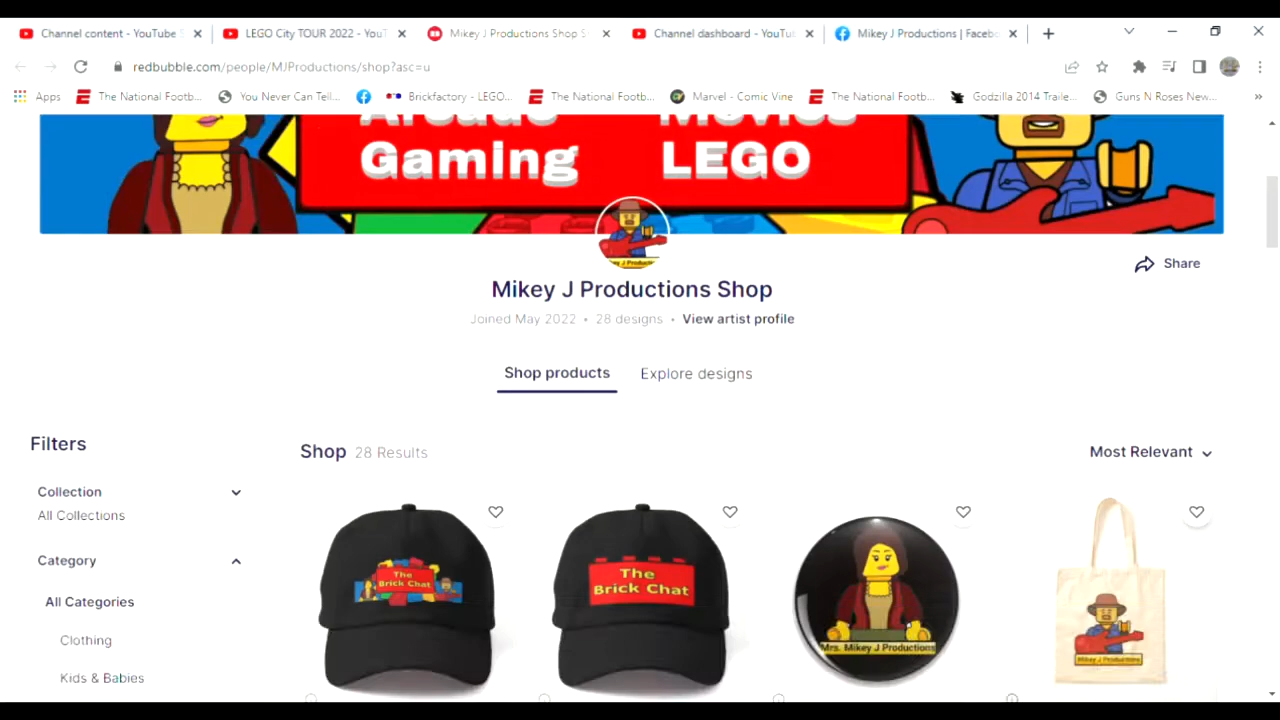 Channel content - YouTube S
LEGO City TOUR 2022 - YouT
Mikey J Productions Shop S
Channel dashboard - YouTu
Mikey J Productions | Facebo
redbubble.com/people/MJProductions/shop?asc=u
Apps
The National Footb...
You Never Can Tell...
Brickfactory - LEGO...
The National Footb...
Marvel - Comic Vine
The National Footb...
Godzilla 2014 Traile...
Guns N Roses New...
»
Arcade Movies
Gaming LEGO
Share
Mikey J Productions Shop
Joined May 2022 • 28 designs • View artist profile
Shop products Explore designs
Filters
Shop 28 Results
Most Relevant
Collection
All Collections
Category
All Categories
Clothing
Kids & Babies
The
Brick Chat
The
Brick Chat
Mrs. Mikey J Productions
Mikey J Productions